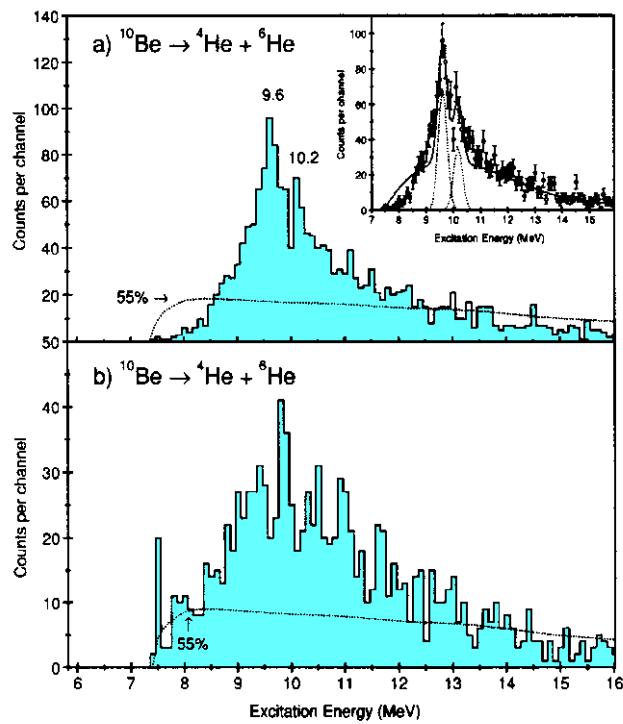 140
120
100
80
60
40
20
50
Counts per channel
a) ¹⁰Be → ⁴He + ⁶He
9.6
10.2
55% →
100
80
60
40
20
0
Counts per channel
7 8 9 10 11 12 13 14 15
Excitation Energy (MeV)
b) ¹⁰Be → ⁴He + ⁶He
40
30
20
10
0
Counts per channel
↑
55%
6 7 8 9 10 11 12 13 14 15 16
Excitation Energy (MeV)